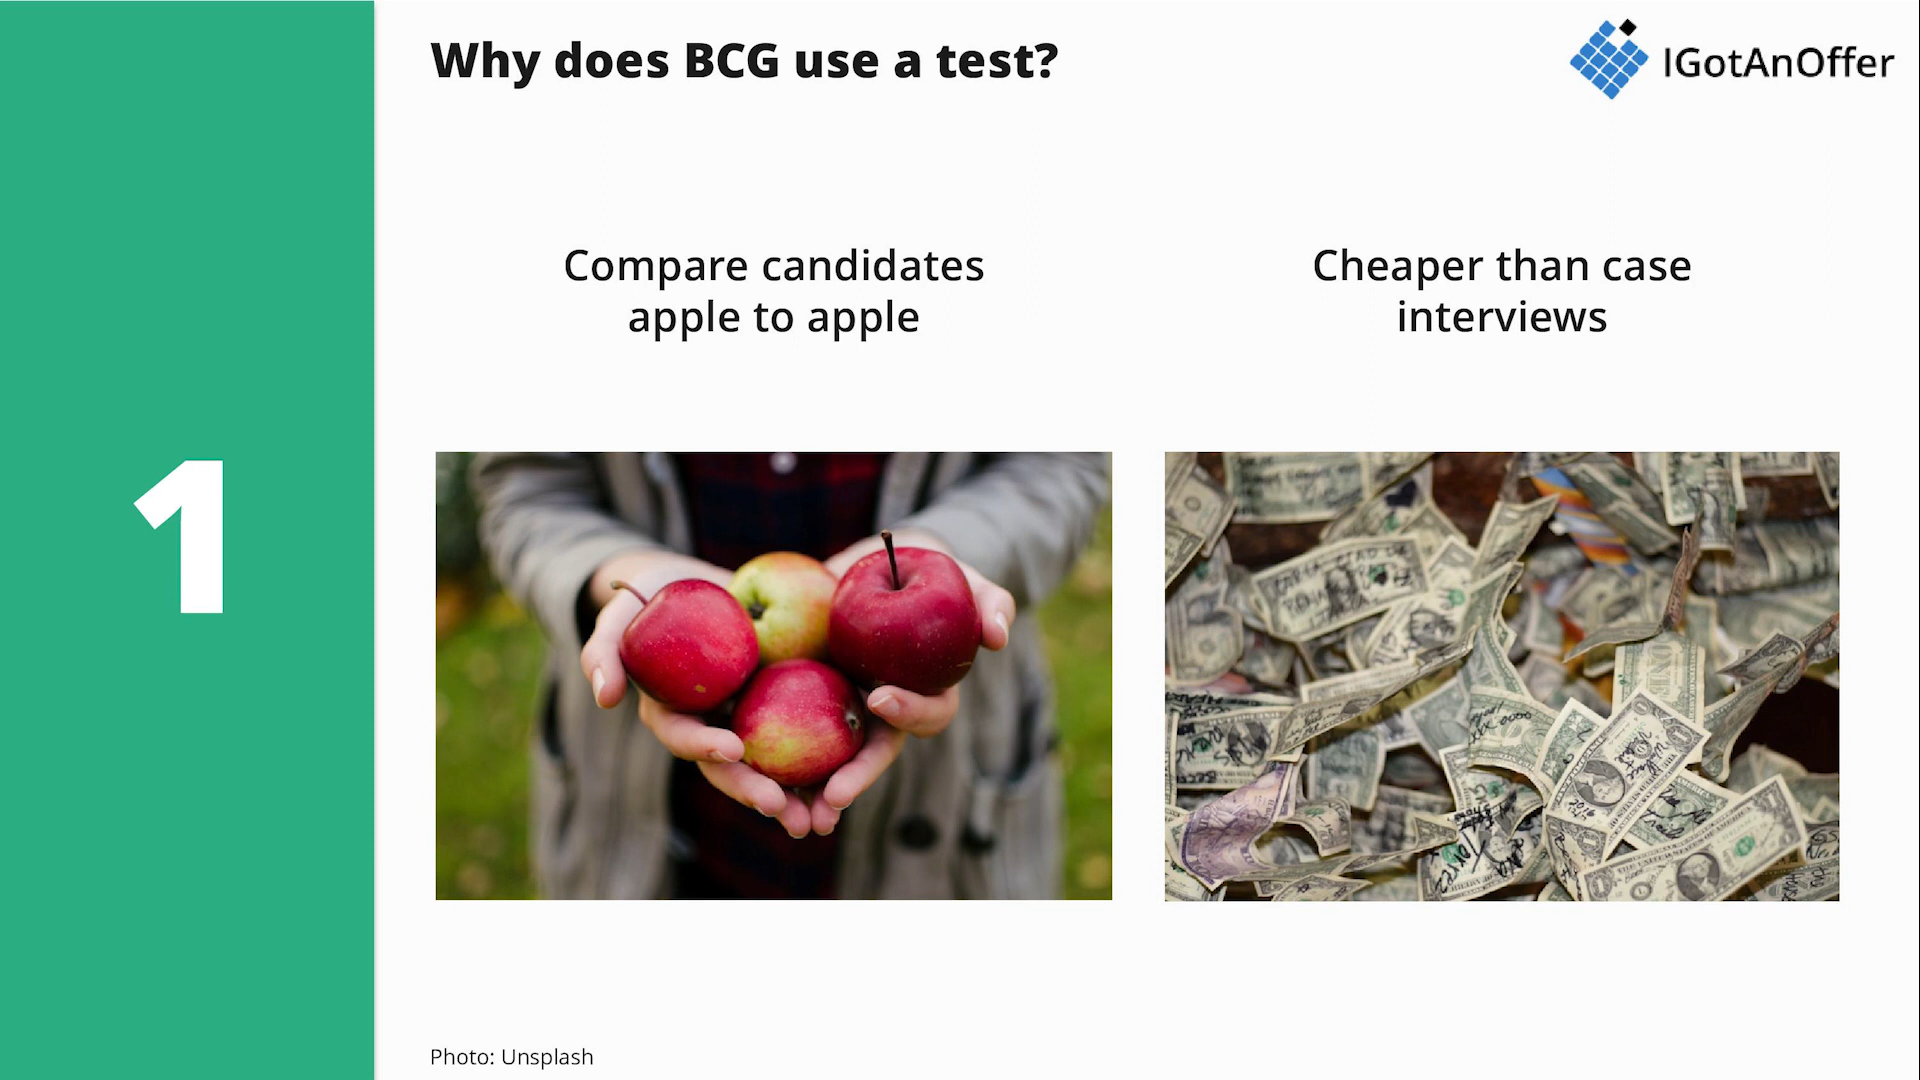 Why does BCG use a test?
IGotAnOffer
Compare candidates
apple to apple
Cheaper than case
interviews
1
Photo: Unsplash